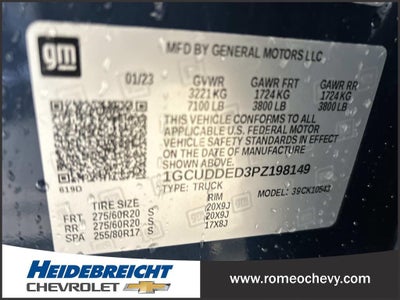 gm
MFD BY GENERAL MOTORS LLC
01/23 GVWR GAWR FRT GAWR RR
3221 KG 1724 KG 1724 KG
7100 LB 3800 LB 3800 LB
THIS VEHICLE CONFORMS TO ALL APPLICABLE
U.S. FEDERAL MOTOR VEHICLE SAFETY
STANDARDS IN EFFECT ON THE DATE OF
MANUFACTURE SHOWN ABOVE.
1GCUDDED3PZ198149
619D TYPE: TRUCK 39CK10543
TIRE SIZE RIM
FRT 275/60R20 S 20X9J
RR 275/60R20 S 20X9J
SPA 255/80R17 S 17X8J
HEIDEBREICHT
CHEVROLET
www.romeochevy.com